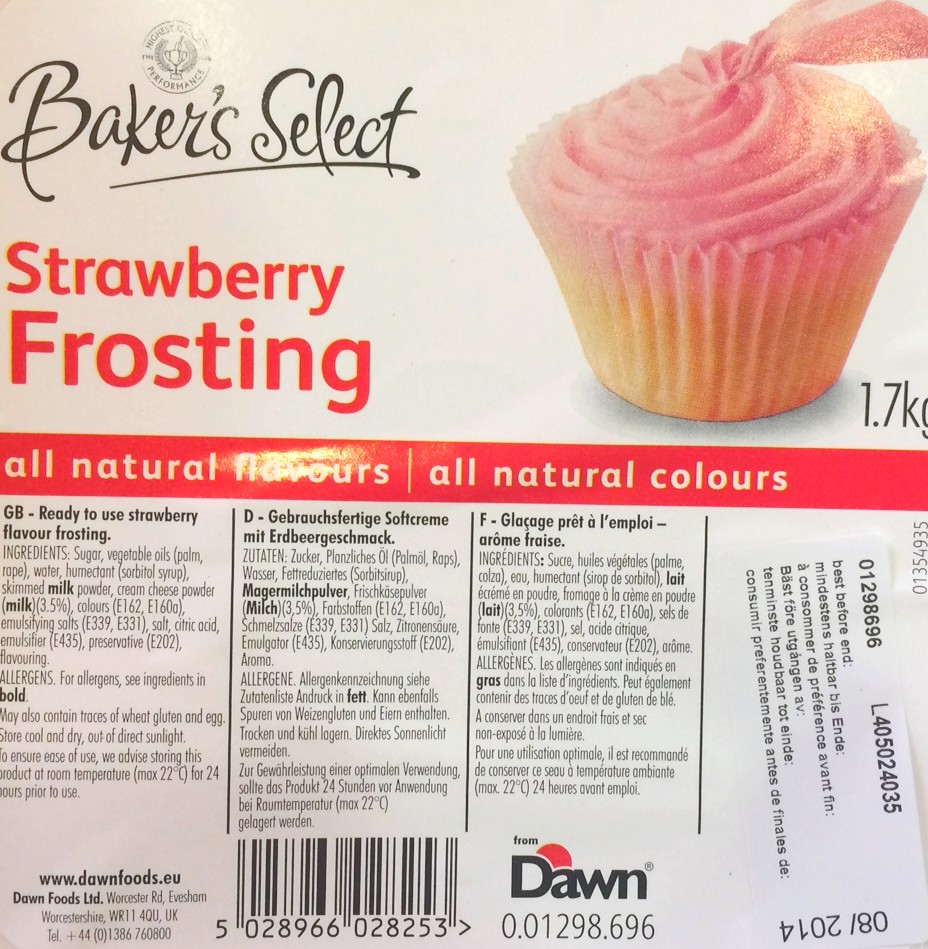 HIGHEST QUALITY
THE
PERFORMANCE
Baker's Select
Strawberry
Frosting
1.7kg
all natural flavours | all natural colours
GB - Ready to use strawberry
flavour frosting.
INGREDIENTS: Sugar, vegetable oils (palm,
rape), water, humectant (sorbitol syrup),
skimmed milk powder, cream cheese powder
(milk)(3.5%), colours (E162, E160a),
emulsifying salts (E339, E331), salt, citric acid,
emulsifier (E435), preservative (E202),
flavouring.
ALLERGENS. For allergens, see ingredients in
bold.
May also contain traces of wheat gluten and egg.
Store cool and dry, out of direct sunlight.
To ensure ease of use, we advise storing this
product at room temperature (max 22°C) for 24
hours prior to use.
D - Gebrauchsfertige Softcreme
mit Erdbeergeschmack.
ZUTATEN: Zucker, Planzliches Öl (Palmöl, Raps),
Wasser, Fettreduziertes (Sorbitsirup),
Magermilchpulver, Frischkäsepulver
(Milch)(3,5%), Farbstoffen (E162, E160a),
Schmelzsalze (E339, E331) Salz, Zitronensäure,
Emulgator (E435), Konservierungsstoff (E202),
Aroma.
ALLERGENE. Allergenkennzeichnung siehe
Zutatenliste Andruck in fett. Kann ebenfalls
Spuren von Weizengluten und Eiern enthalten.
Trocken und kühl lagern. Direktes Sonnenlicht
vermeiden.
Zur Gewährleistung einer optimalen Verwendung,
sollte das Produkt 24 Stunden vor Anwendung
bei Raumtemperatur (max 22°C)
gelagert werden.
F - Glaçage prêt à l'emploi –
arôme fraise.
INGRÉDIENTS: Sucre, huiles végétales (palme,
colza), eau, humectant (sirop de sorbitol), lait
écrémé en poudre, fromage à la crème en poudre
(lait)(3,5%), colorants (E162, E160a), sels de
fonte (E339, E331), sel, acide citrique,
émulsifiant (E435), conservateur (E202), arôme.
ALLERGÈNES. Les allergènes sont indiqués en
gras dans la liste d'ingrédients. Peut également
contenir des traces d'oeuf et de gluten de blé.
A conserver dans un endroit frais et sec
non-exposé à la lumière.
Pour une utilisation optimale, il est recommandé
de conserver ce seau à température ambiante
(max. 22°C) 24 heures avant emploi.
01354935
01298696 L405024035
best before end:
mindestens haltbar bis Ende:
à consommer de préférence avant fin:
Bäst före utgången av:
tenminste houdbaar tot einde:
consumir preferentemente antes de finales de:
08/2014
www.dawnfoods.eu
Dawn Foods Ltd. Worcester Rd, Evesham
Worcestershire, WR11 4QU, UK
Tel. +44 (0)1386 760800
5 028966 028253 >
from
Dawn®
0.01298.696